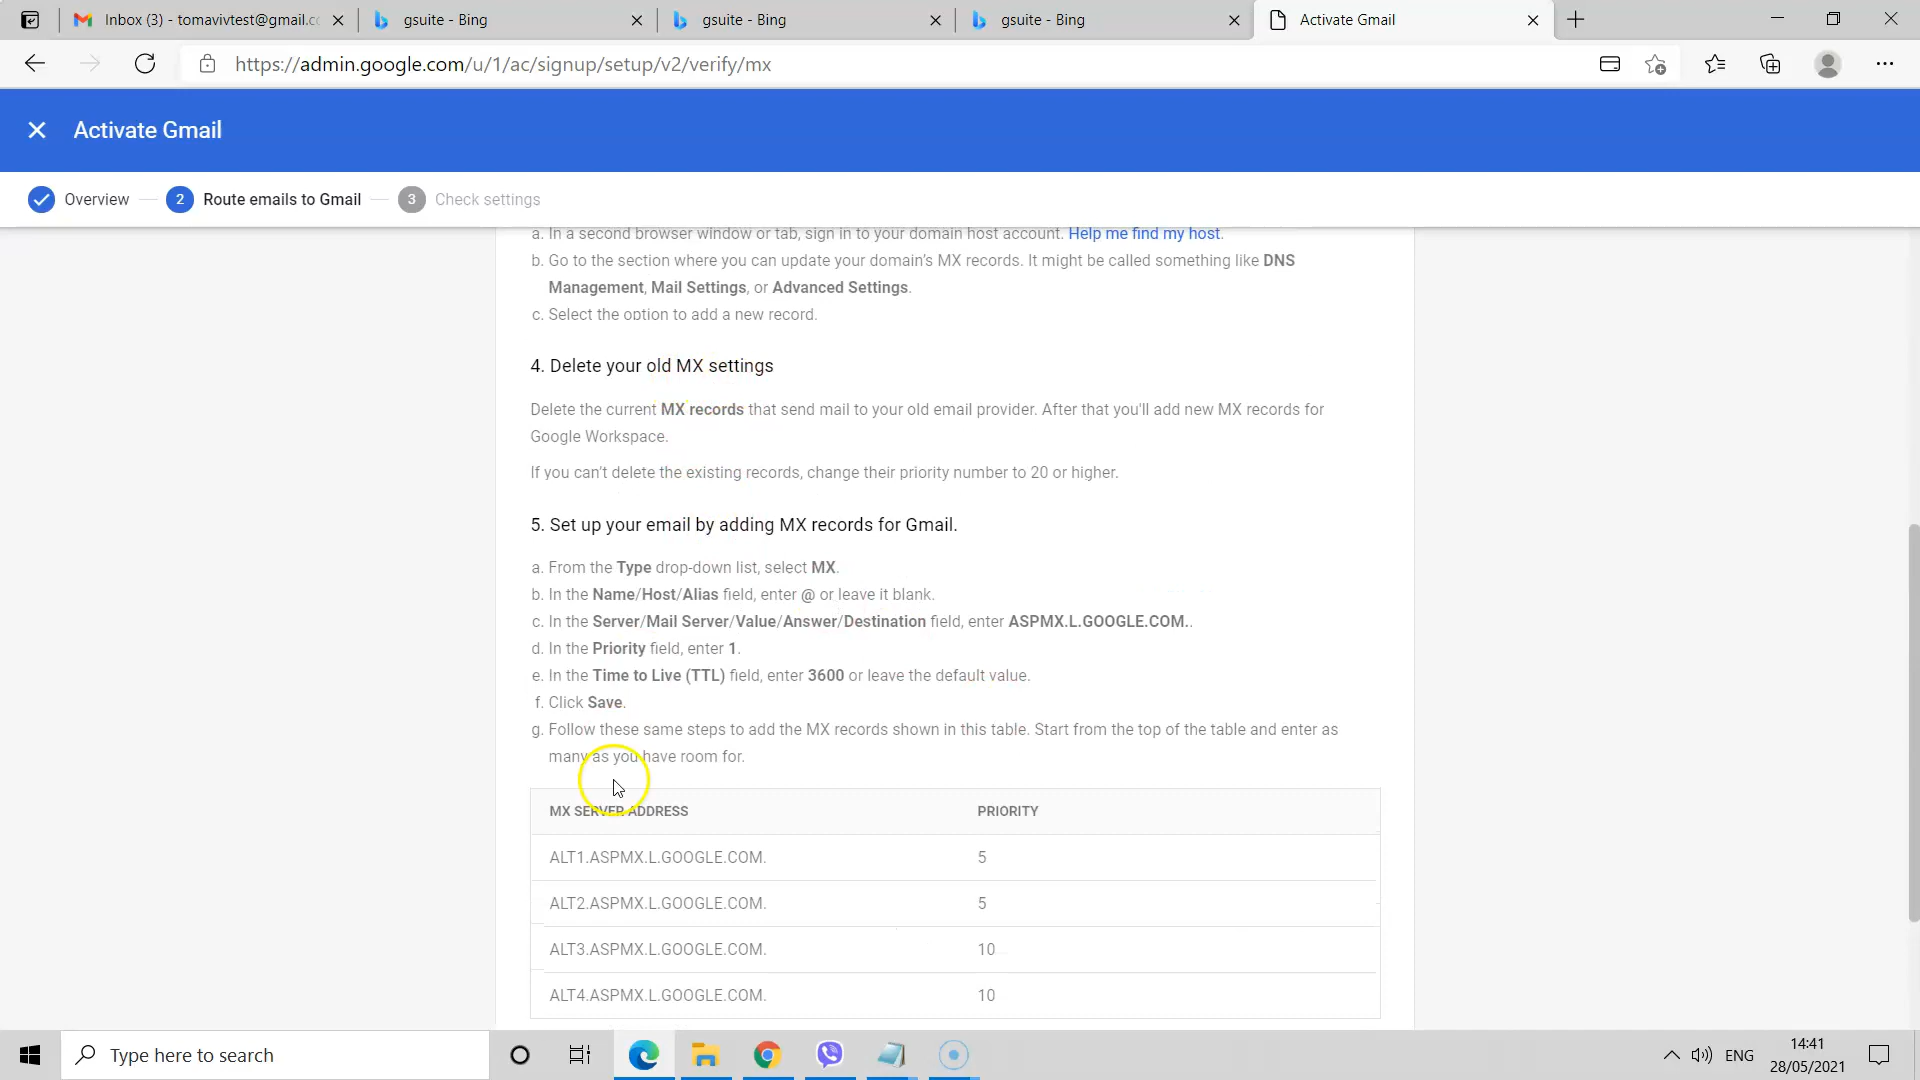 Inbox (3) - tomavivtest@gmail.c
gsuite - Bing
gsuite - Bing
gsuite - Bing
Activate Gmail
https://admin.google.com/u/1/ac/signup/setup/v2/verify/mx
Activate Gmail
Overview
2 Route emails to Gmail
3 Check settings
a. In a second browser window or tab, sign in to your domain host account. Help me find my host.
b. Go to the section where you can update your domain's MX records. It might be called something like DNS
Management, Mail Settings, or Advanced Settings.
c. Select the option to add a new record.
4. Delete your old MX settings
Delete the current MX records that send mail to your old email provider. After that you'll add new MX records for
Google Workspace.
If you can't delete the existing records, change their priority number to 20 or higher.
5. Set up your email by adding MX records for Gmail.
a. From the Type drop-down list, select MX.
b. In the Name/Host/Alias field, enter @ or leave it blank.
c. In the Server/Mail Server/Value/Answer/Destination field, enter ASPMX.L.GOOGLE.COM..
d. In the Priority field, enter 1.
e. In the Time to Live (TTL) field, enter 3600 or leave the default value.
f. Click Save.
g. Follow these same steps to add the MX records shown in this table. Start from the top of the table and enter as
many as you have room for.
MX SERVER ADDRESS PRIORITY
ALT1.ASPMX.L.GOOGLE.COM. 5
ALT2.ASPMX.L.GOOGLE.COM. 5
ALT3.ASPMX.L.GOOGLE.COM. 10
ALT4.ASPMX.L.GOOGLE.COM. 10
Type here to search
ENG
14:41
28/05/2021